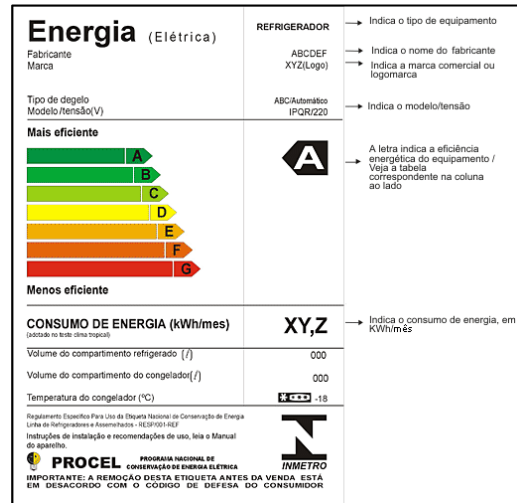 Energia (Elétrica)
REFRIGERADOR
Indica o tipo de equipamento
Fabricante
ABCDEF
Indica o nome do fabricante
Marca
XYZ(Logo)
Indica a marca comercial ou
logomarca
Tipo de degelo
ABC/Automático
Modelo/tensão(V)
IPQR/220
Indica o modelo/tensão
Mais eficiente
A
B
C
D
E
F
G
Menos eficiente
A
A letra indica a eficiência
energética do equipamento /
Veja a tabela
correspondente na coluna
ao lado
CONSUMO DE ENERGIA (kWh/mes)
(adotado no teste clima tropical)
XY,Z
Indica o consumo de energia, em
KWh/mês
Volume do compartimento refrigerado (l)
000
Volume do compartimento do congelador(l)
000
Temperatura do congelador (ºC)
-18
Regulamento Específico Para Uso da Etiqueta Nacional de Conservação de Energia
Linha de Refrigeradores e Assemelhados - RESP/001-REF
Instruções de instalação e recomendações de uso, leia o Manual
do aparelho.
PROCEL
PROGRAMA NACIONAL DE
CONSERVAÇÃO DE ENERGIA ELÉTRICA
INMETRO
IMPORTANTE: A REMOÇÃO DESTA ETIQUETA ANTES DA VENDA ESTÁ
EM DESACORDO COM O CÓDIGO DE DEFESA DO CONSUMIDOR